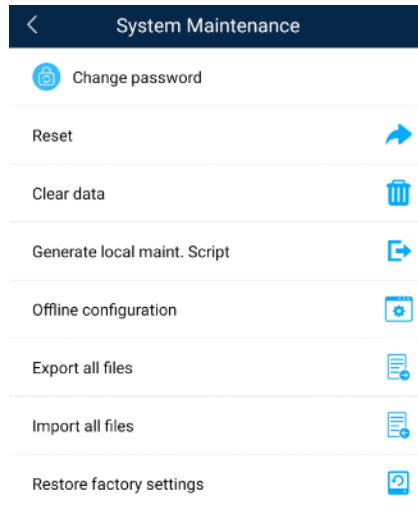 System Maintenance
Change password
Reset
Clear data
Generate local maint. Script
Offline configuration
Export all files
Import all files
Restore factory settings